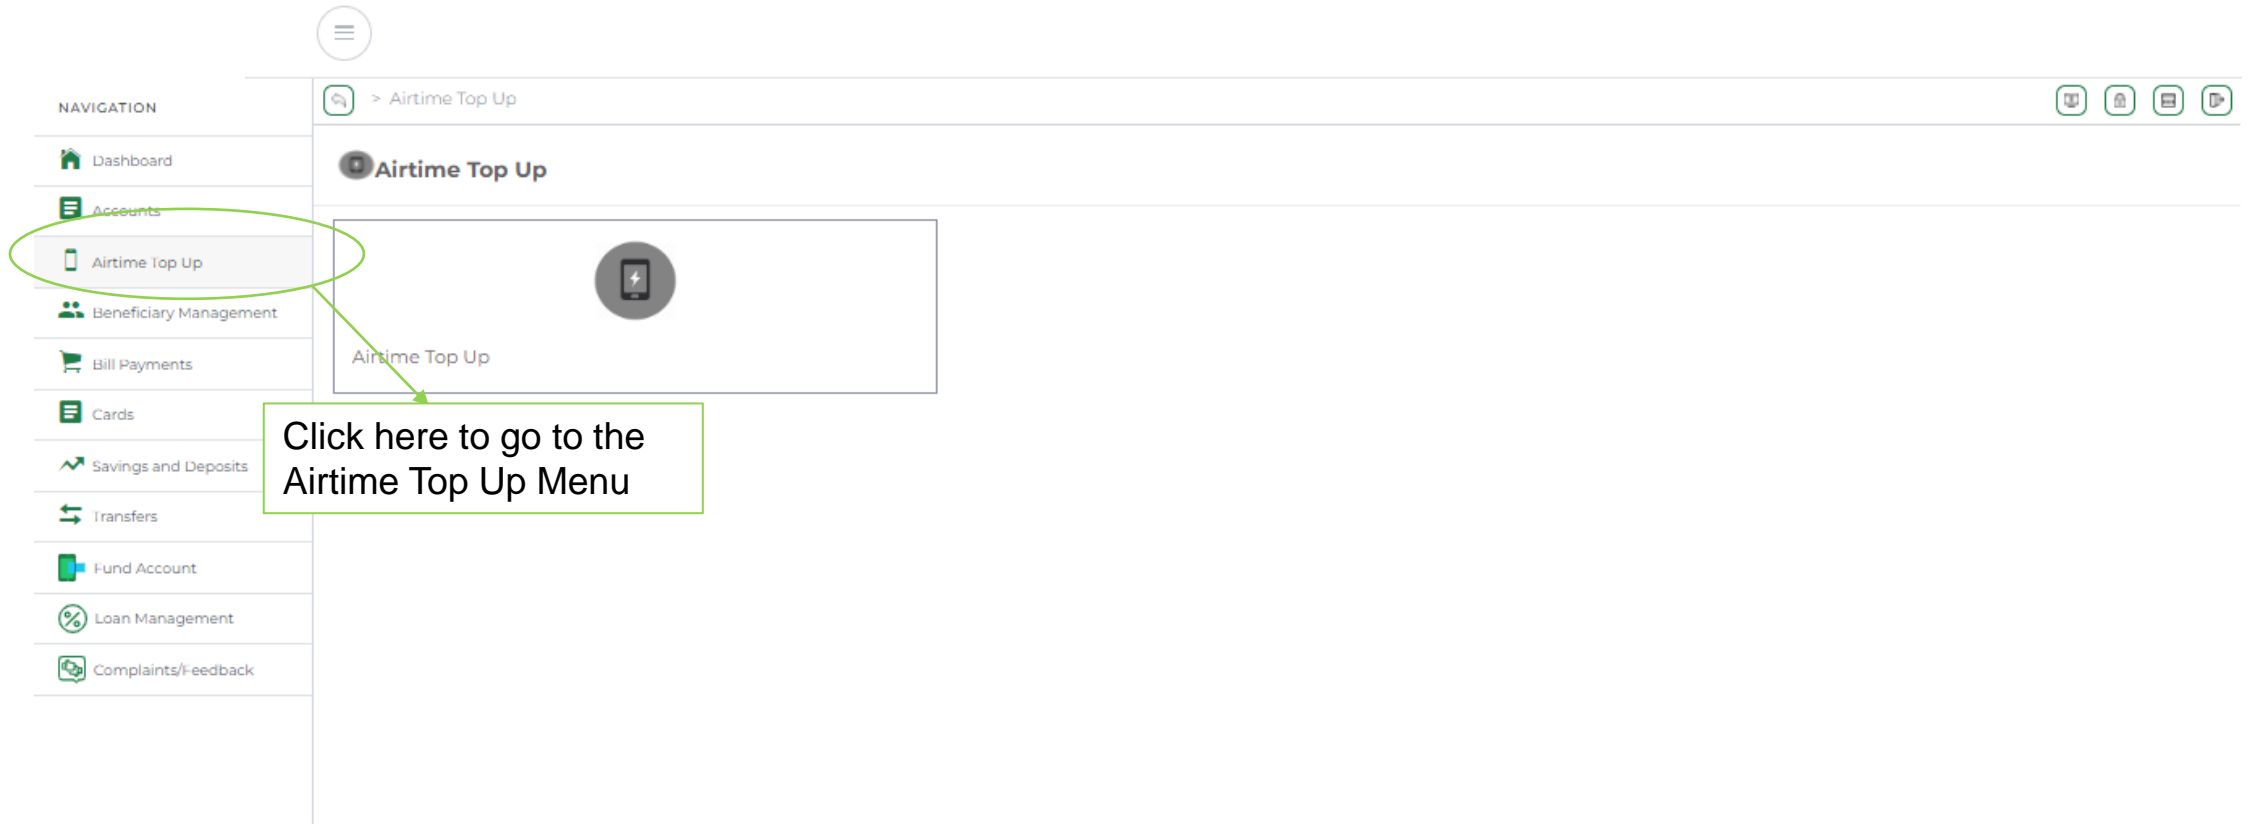 NAVIGATION
> Airtime Top Up
Dashboard
Airtime Top Up
Accounts
Airtime Top Up
Beneficiary Management
Airtime Top Up
Bill Payments
Cards
Click here to go to the
Airtime Top Up Menu
Savings and Deposits
Transfers
Fund Account
Loan Management
Complaints/Feedback